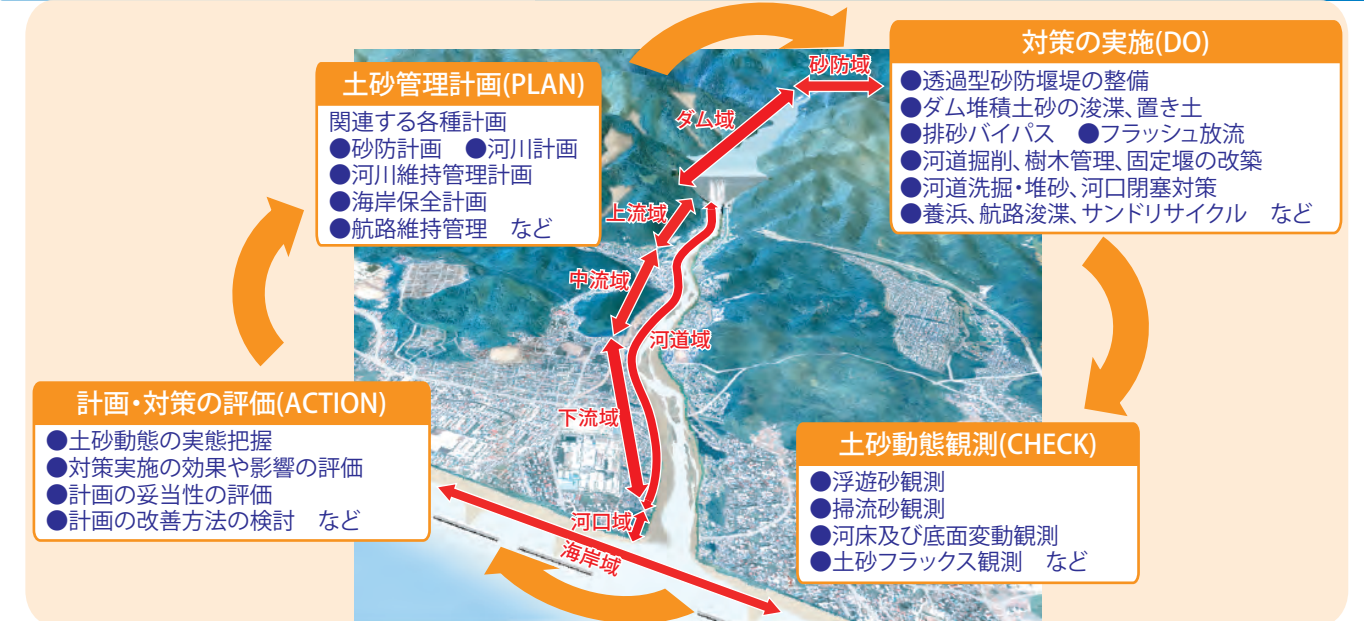 土砂管理計画(PLAN)
関連する各種計画
●砂防計画　●河川計画
●河川維持管理計画
●海岸保全計画
●航路維持管理　など
対策の実施(DO)
●透過型砂防堰堤の整備
●ダム堆積土砂の浚渫、置き土
●排砂バイパス　●フラッシュ放流
●河道掘削、樹木管理、固定堰の改築
●河道洗掘・堆砂、河口閉塞対策
●養浜、航路浚渫、サンドリサイクル　など
砂防域
ダム域
上流域
中流域
河道域
下流域
河口域
海岸域
計画・対策の評価(ACTION)
●土砂動態の実態把握
●対策実施の効果や影響の評価
●計画の妥当性の評価
●計画の改善方法の検討　など
土砂動態観測(CHECK)
●浮遊砂観測
●掃流砂観測
●河床及び底面変動観測
●土砂フラックス観測　など